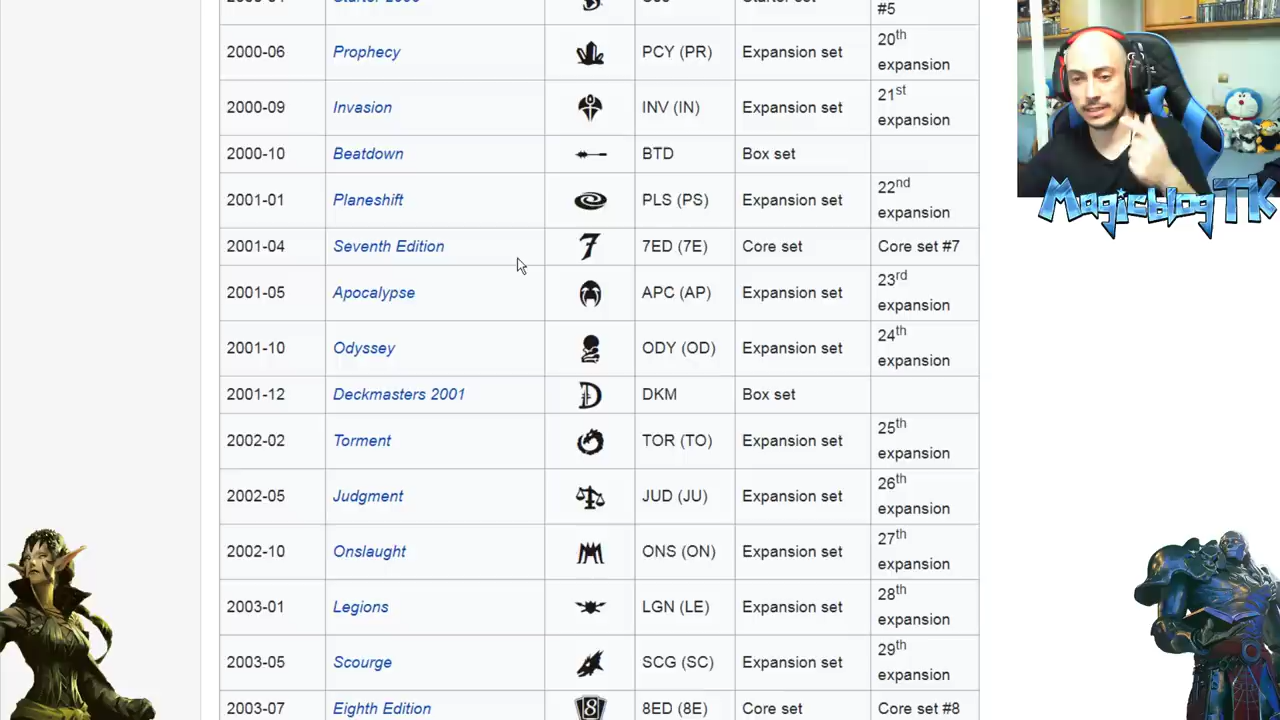 #5
2000-06 Prophecy PCY (PR) Expansion set 20th expansion
2000-09 Invasion INV (IN) Expansion set 21st expansion
2000-10 Beatdown BTD Box set
2001-01 Planeshift PLS (PS) Expansion set 22nd expansion
2001-04 Seventh Edition 7 7ED (7E) Core set Core set #7
2001-05 Apocalypse APC (AP) Expansion set 23rd expansion
2001-10 Odyssey ODY (OD) Expansion set 24th expansion
2001-12 Deckmasters 2001 D DKM Box set
2002-02 Torment TOR (TO) Expansion set 25th expansion
2002-05 Judgment JUD (JU) Expansion set 26th expansion
2002-10 Onslaught ONS (ON) Expansion set 27th expansion
2003-01 Legions LGN (LE) Expansion set 28th expansion
2003-05 Scourge SCG (SC) Expansion set 29th expansion
2003-07 Eighth Edition 8 8ED (8E) Core set Core set #8
MagicblogTK